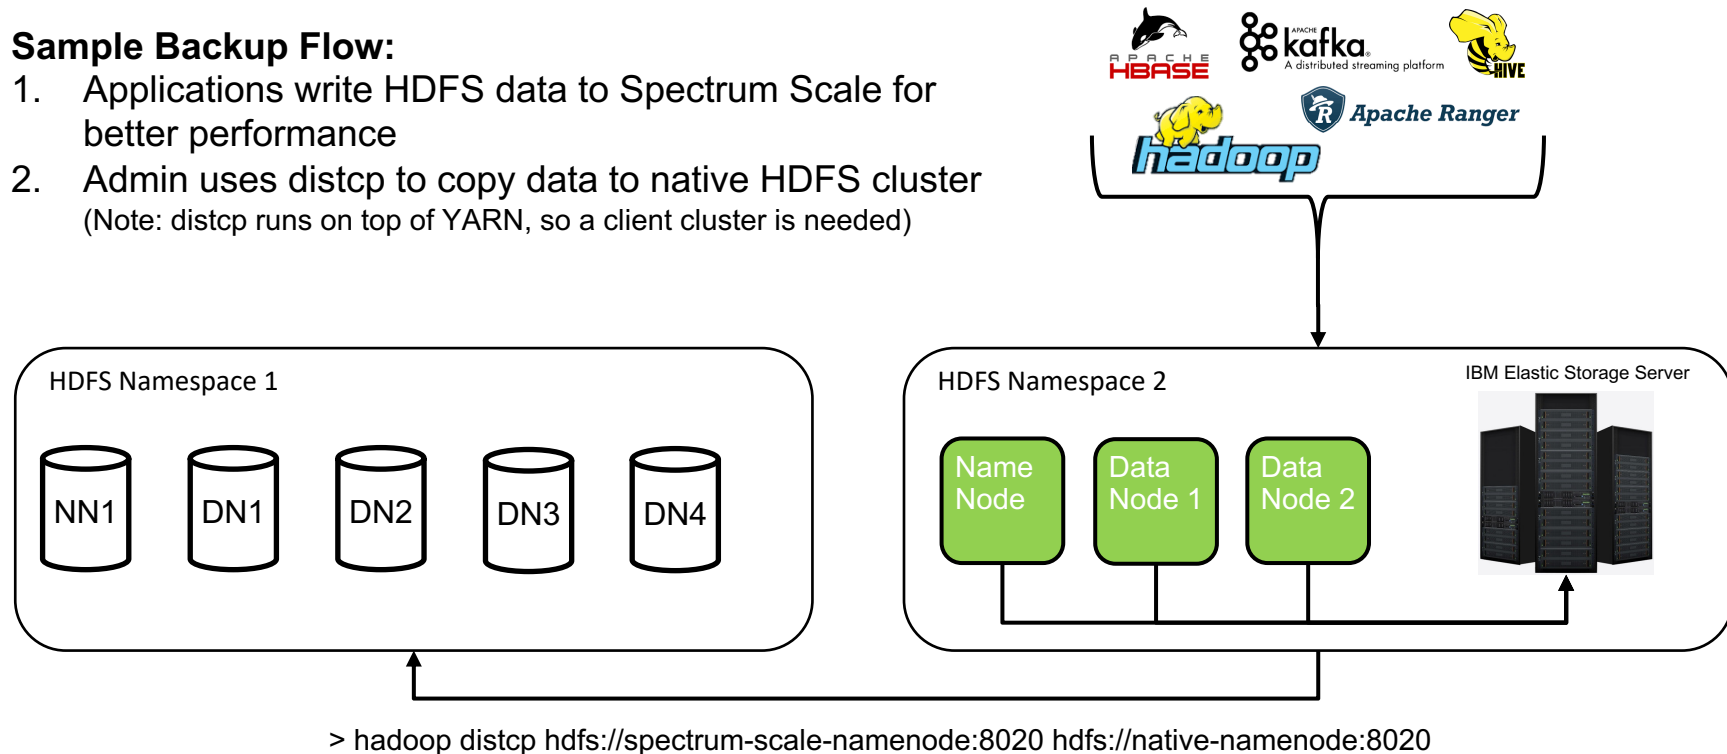 Sample Backup Flow:
1. Applications write HDFS data to Spectrum Scale for
better performance
2. Admin uses distcp to copy data to native HDFS cluster
(Note: distcp runs on top of YARN, so a client cluster is needed)
APACHE
HBASE
APACHE
kafka
A distributed streaming platform
HIVE
hadoop
R
Apache Ranger
HDFS Namespace 1
NN1
DN1
DN2
DN3
DN4
HDFS Namespace 2
IBM Elastic Storage Server
Name
Node
Data
Node 1
Data
Node 2
> hadoop distcp hdfs://spectrum-scale-namenode:8020 hdfs://native-namenode:8020